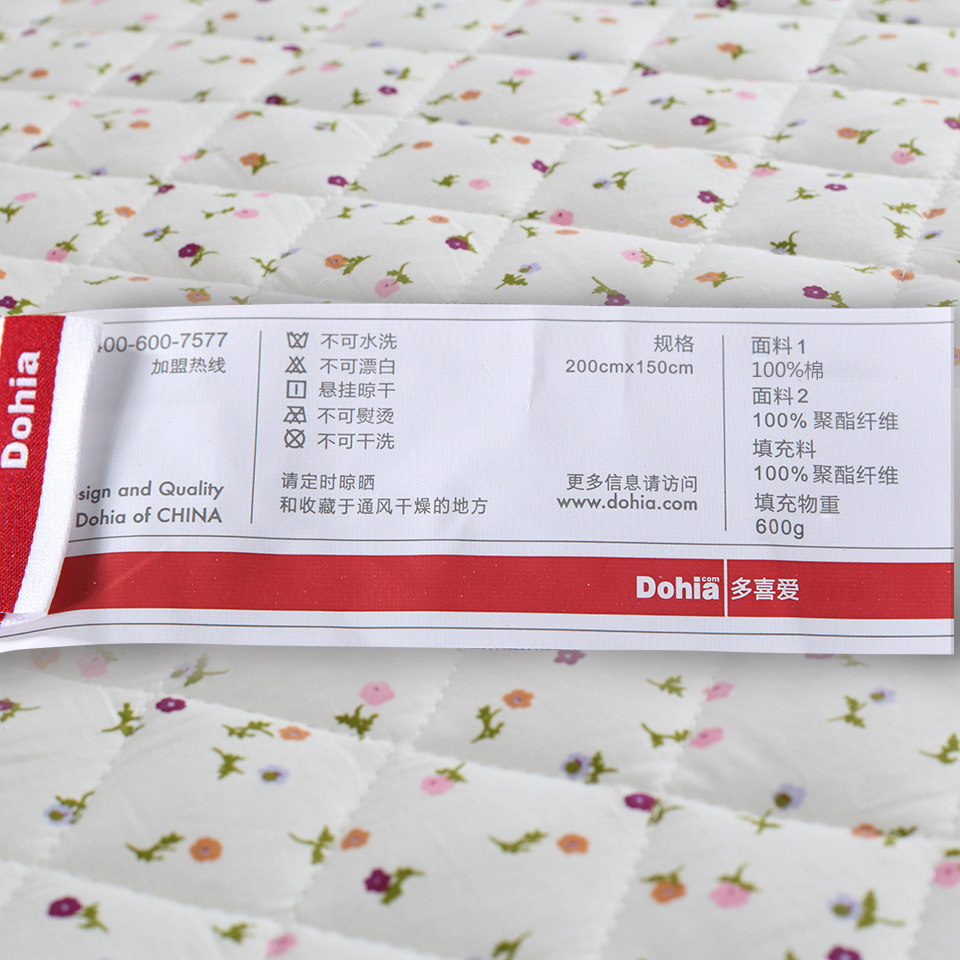 Dohia
400-600-7577
加盟热线
Design and Quality
Dohia of CHINA
不可水洗
不可漂白
悬挂晾干
不可熨烫
不可干洗
请定时晾晒
和收藏于通风干燥的地方
规格
200cmx150cm
更多信息请访问
www.dohia.com
面料1
100%棉
面料2
100% 聚酯纤维
填充料
100% 聚酯纤维
填充物重
600g
Dohia.com 多喜爱